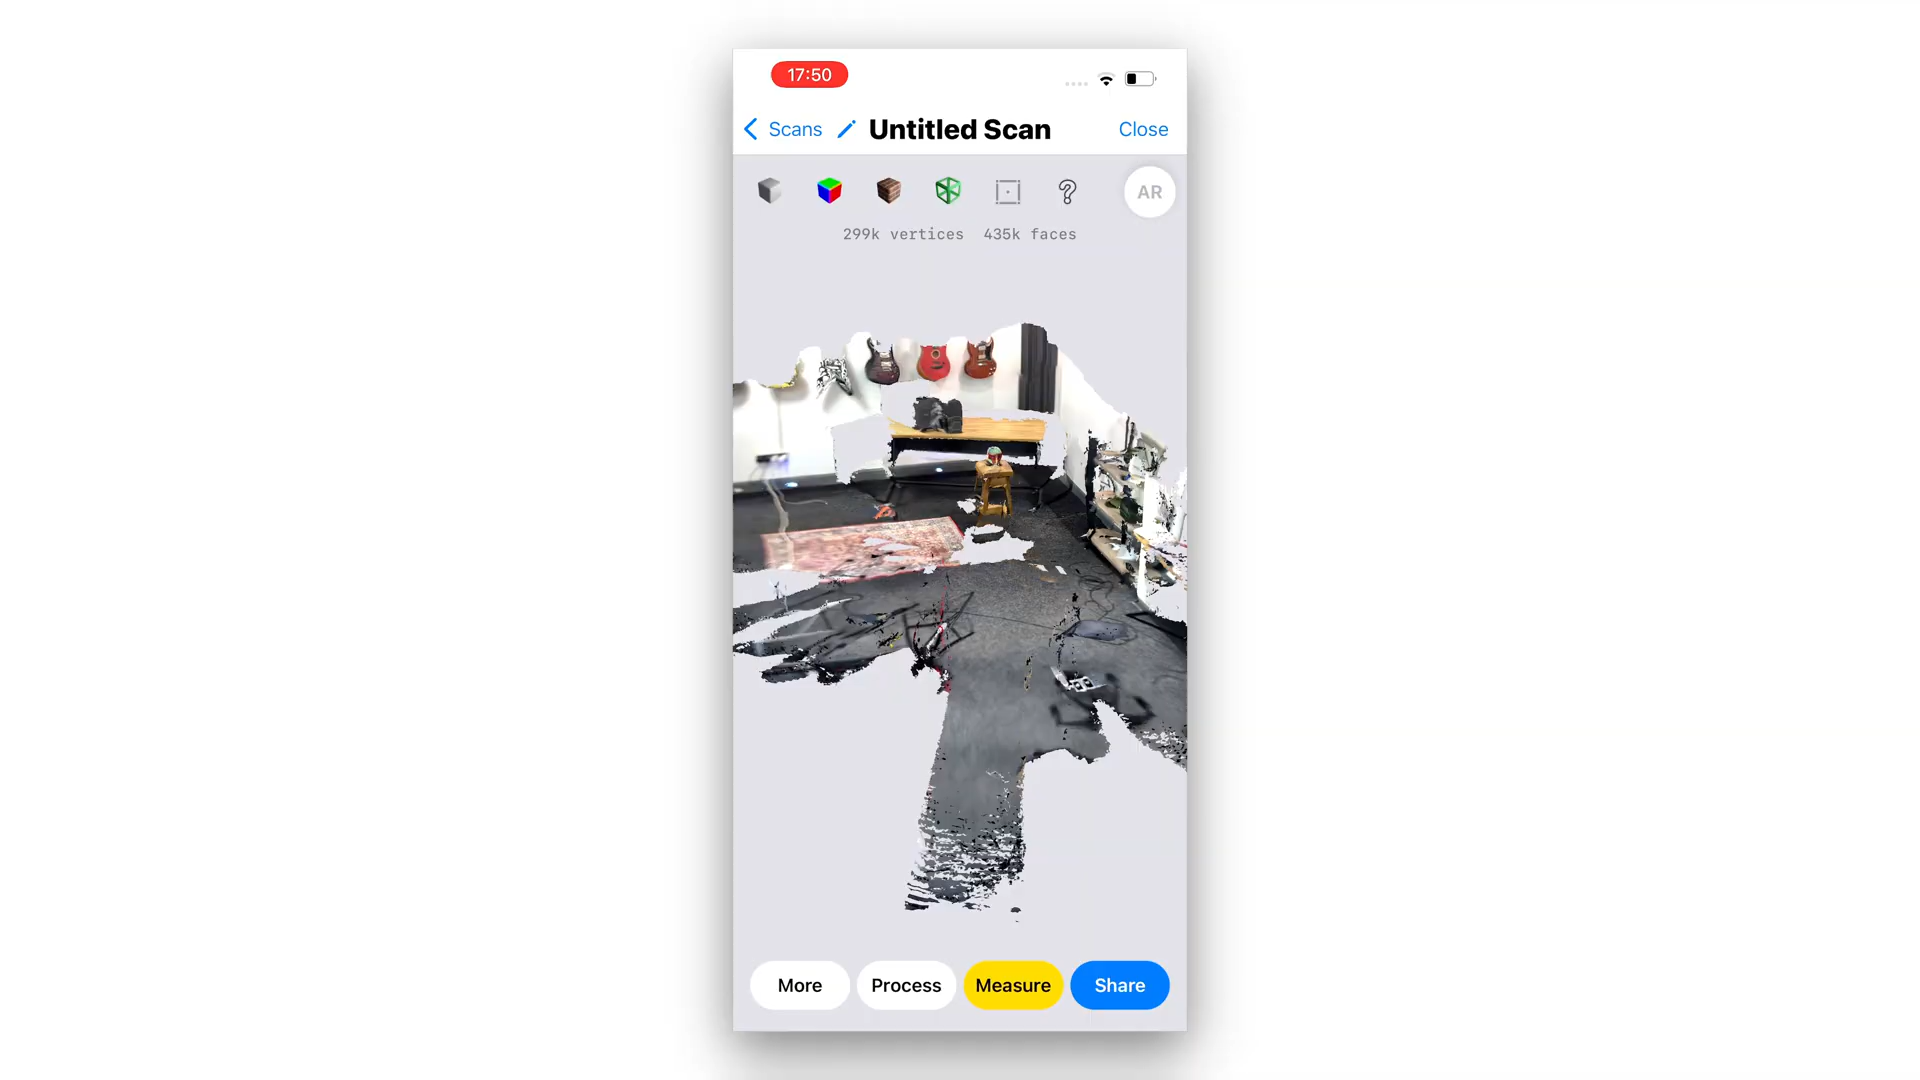 17:50
Scans
Untitled Scan
Close
AR
299k vertices 435k faces
More
Process
Measure
Share